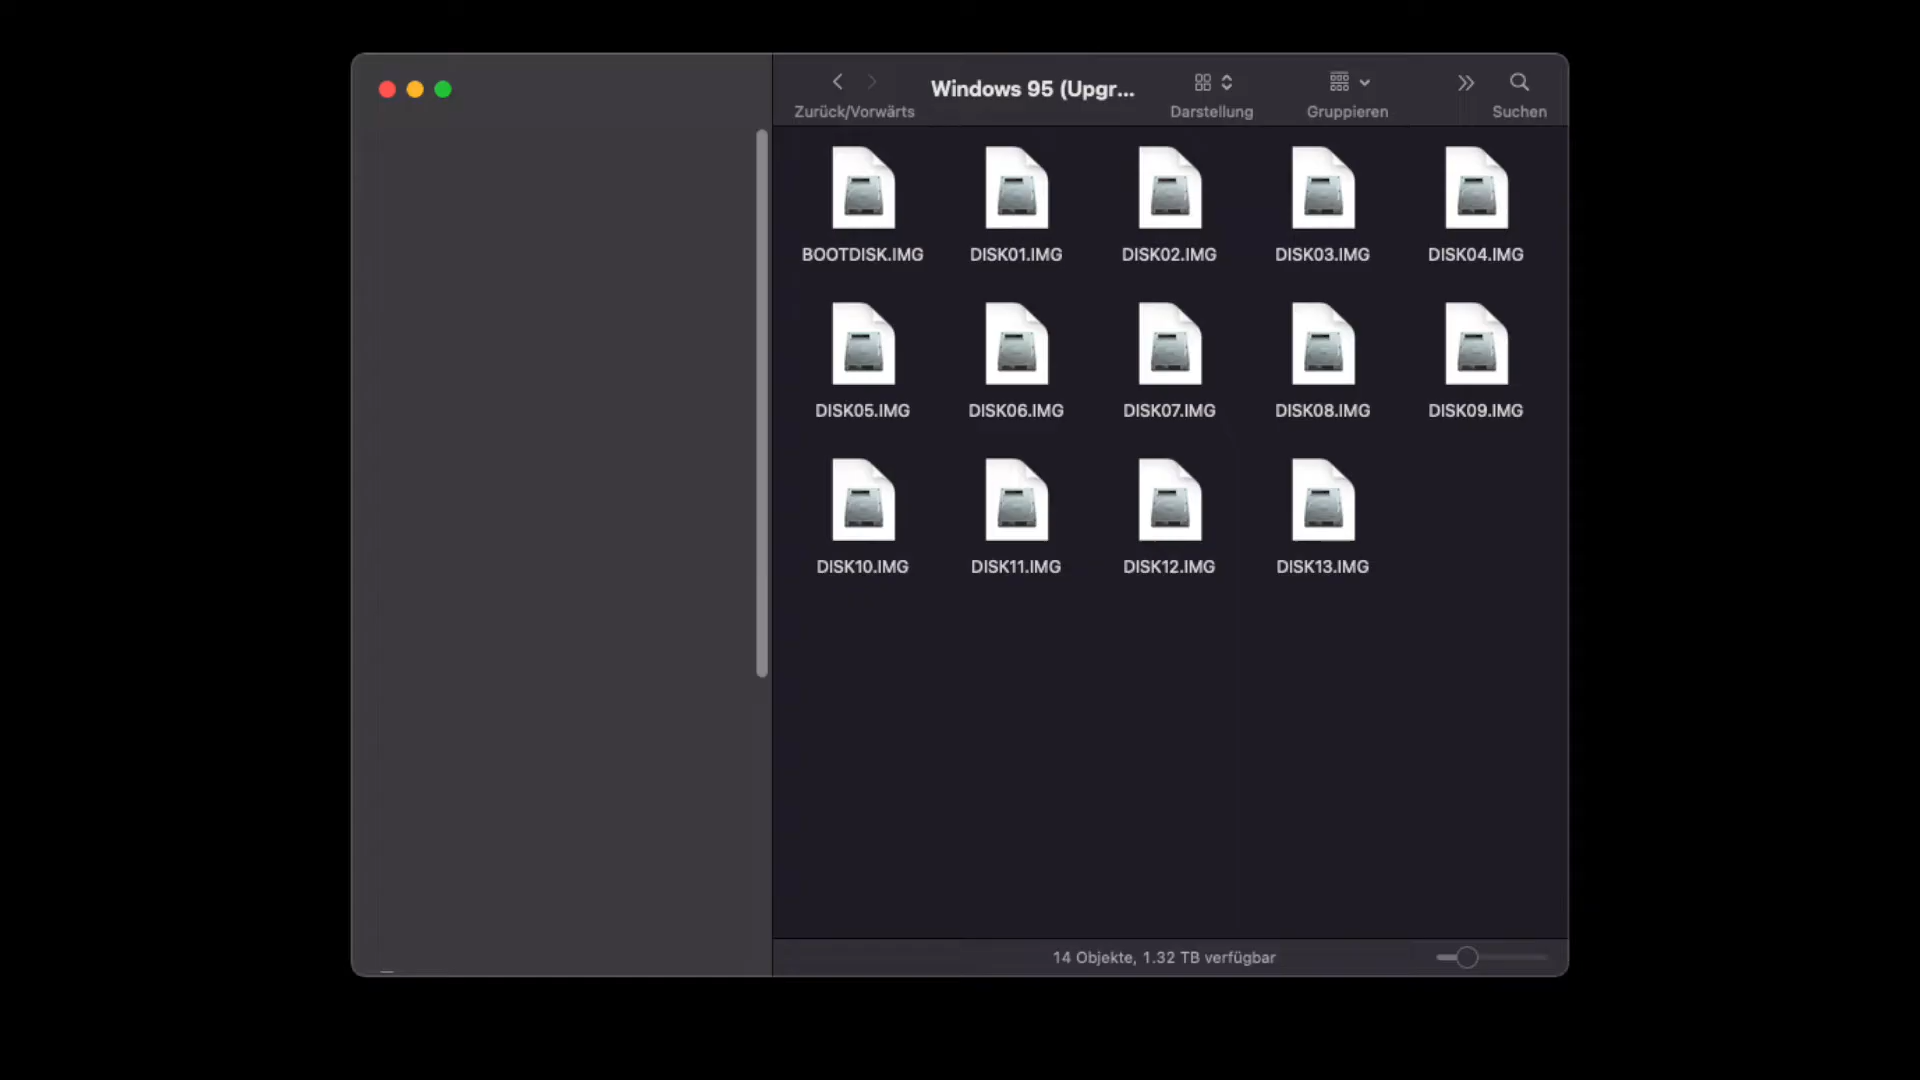 Windows 95 (Upgr...
Zurück/Vorwärts
Darstellung
Gruppieren
Suchen
BOOTDISK.IMG
DISK01.IMG
DISK02.IMG
DISK03.IMG
DISK04.IMG
DISK05.IMG
DISK06.IMG
DISK07.IMG
DISK08.IMG
DISK09.IMG
DISK10.IMG
DISK11.IMG
DISK12.IMG
DISK13.IMG
14 Objekte, 1.32 TB verfügbar